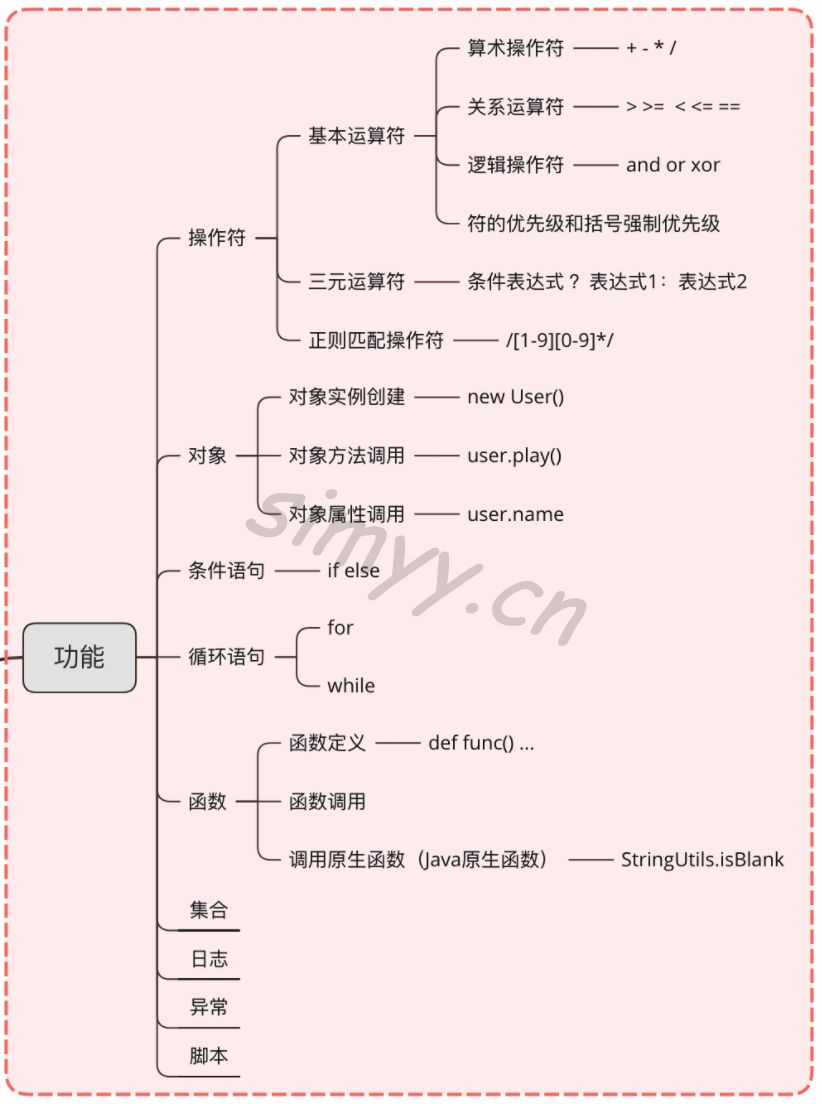 算术操作符 + - * /
关系运算符 > >= < <= ==
基本运算符
逻辑操作符 and or xor
符的优先级和括号强制优先级
操作符
三元运算符 条件表达式？表达式1：表达式2
正则匹配操作符 /[1-9][0-9]*/
对象实例创建 new User()
对象 对象方法调用 user.play()
对象属性调用 user.name
simyy.cn
条件语句 if else
for
功能 循环语句
while
函数定义 def func() ...
函数 函数调用
调用原生函数（Java原生函数） StringUtils.isBlank
集合
日志
异常
脚本